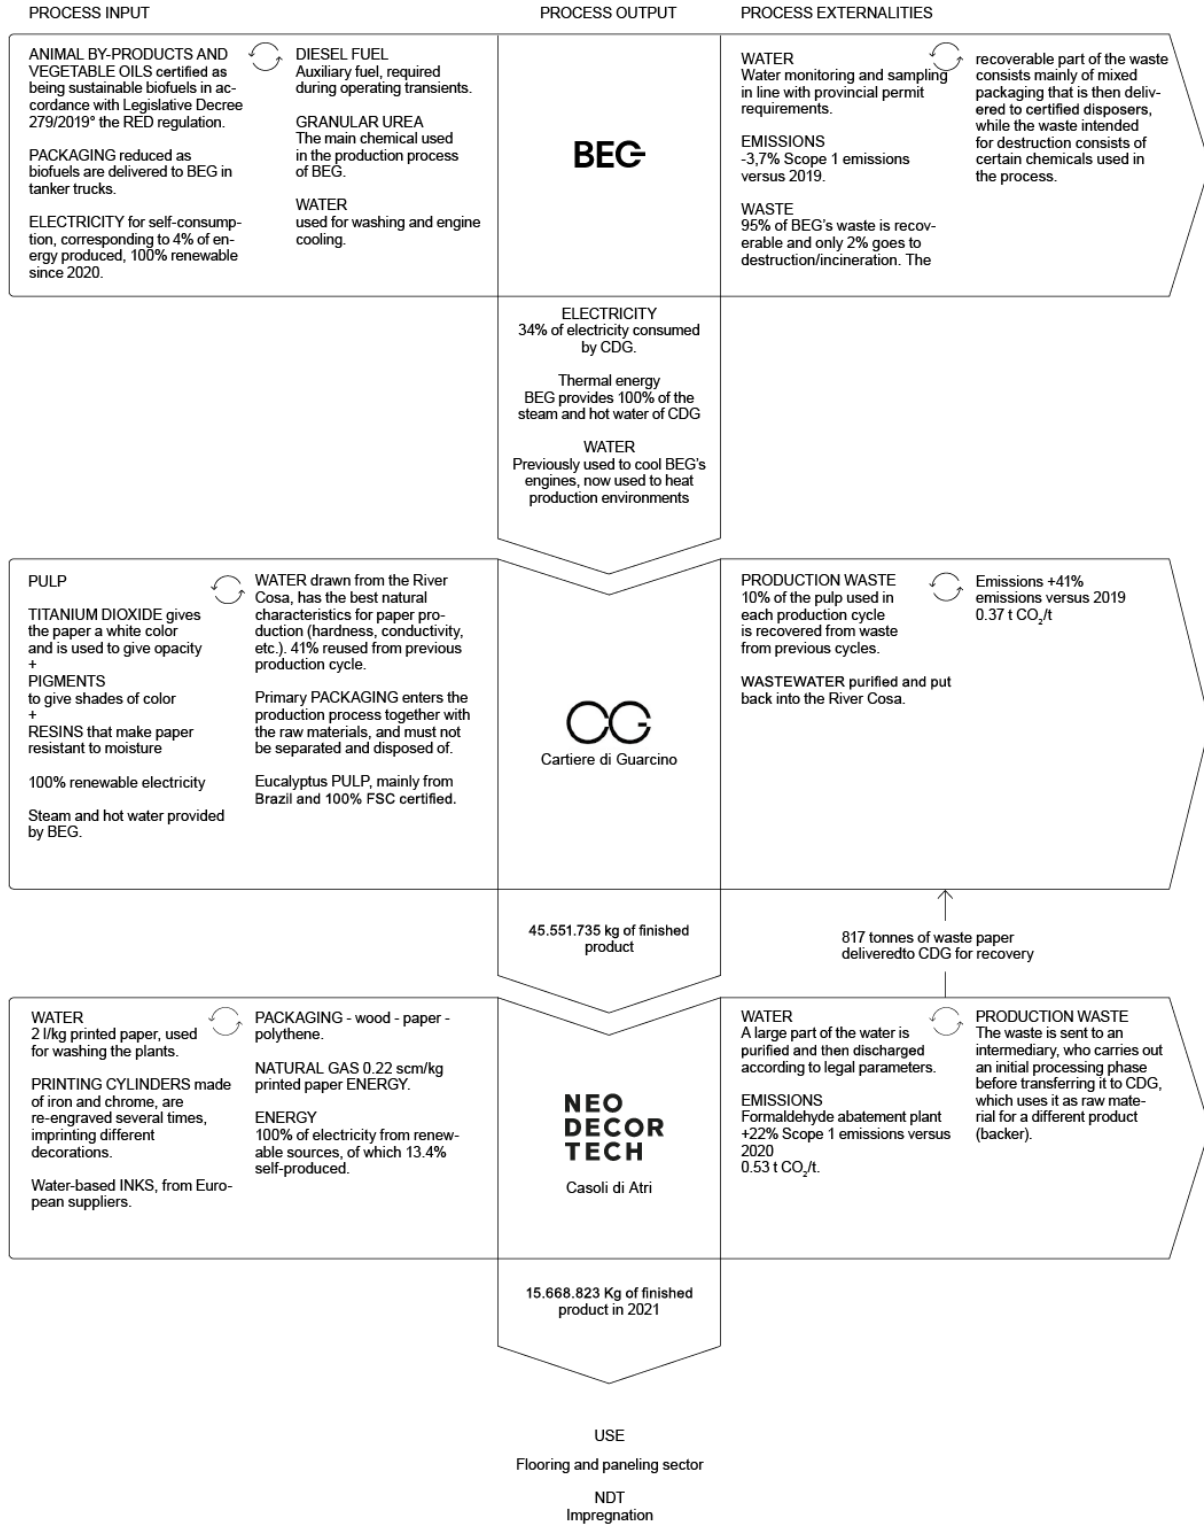 PROCESS INPUT
PROCESS OUTPUT
PROCESS EXTERNALITIES
ANIMAL BY-PRODUCTS AND
VEGETABLE OILS certified as
being sustainable biofuels in ac-
cordance with Legislative Decree
279/2019° the RED regulation.
PACKAGING reduced as
biofuels are delivered to BEG in
tanker trucks.
ELECTRICITY for self-consump-
tion, corresponding to 4% of en-
ergy produced, 100% renewable
since 2020.
DIESEL FUEL
Auxiliary fuel, required
during operating transients.
GRANULAR UREA
The main chemical used
in the production process
of BEG.
WATER
used for washing and engine
cooling.
BEG
WATER
Water monitoring and sampling
in line with provincial permit
requirements.
EMISSIONS
-3,7% Scope 1 emissions
versus 2019.
WASTE
95% of BEG's waste is recov-
erable and only 2% goes to
destruction/incineration. The
recoverable part of the waste
consists mainly of mixed
packaging that is then deliv-
ered to certified disposers,
while the waste intended
for destruction consists of
certain chemicals used in
the process.
ELECTRICITY
34% of electricity consumed
by CDG.
Thermal energy
BEG provides 100% of the
steam and hot water of CDG
WATER
Previously used to cool BEG's
engines, now used to heat
production environments
PULP
TITANIUM DIOXIDE gives
the paper a white color
and is used to give opacity
+
PIGMENTS
to give shades of color
+
RESINS that make paper
resistant to moisture
100% renewable electricity
Steam and hot water provided
by BEG.
WATER drawn from the River
Cosa, has the best natural
characteristics for paper pro-
duction (hardness, conductivity,
etc.). 41% reused from previous
production cycle.
Primary PACKAGING enters the
production process together with
the raw materials, and must not
be separated and disposed of.
Eucalyptus PULP, mainly from
Brazil and 100% FSC certified.
CG
Cartiere di Guarcino
PRODUCTION WASTE
10% of the pulp used in
each production cycle
is recovered from waste
from previous cycles.
WASTEWATER purified and put
back into the River Cosa.
Emissions +41%
emissions versus 2019
0.37 t CO₂/t
45.551.735 kg of finished
product
817 tonnes of waste paper
deliveredto CDG for recovery
WATER
2 l/kg printed paper, used
for washing the plants.
PRINTING CYLINDERS made
of iron and chrome, are
re-engraved several times,
imprinting different
decorations.
Water-based INKS, from Euro-
pean suppliers.
PACKAGING - wood - paper -
polythene.
NATURAL GAS 0.22 scm/kg
printed paper ENERGY.
ENERGY
100% of electricity from renew-
able sources, of which 13.4%
self-produced.
NEO
DECOR
TECH
Casoli di Atri
WATER
A large part of the water is
purified and then discharged
according to legal parameters.
EMISSIONS
Formaldehyde abatement plant
+22% Scope 1 emissions versus
2020
0.53 t CO₂/t.
PRODUCTION WASTE
The waste is sent to an
intermediary, who carries out
an initial processing phase
before transferring it to CDG,
which uses it as raw mate-
rial for a different product
(backer).
15.668.823 Kg of finished
product in 2021
USE
Flooring and paneling sector
NDT
Impregnation